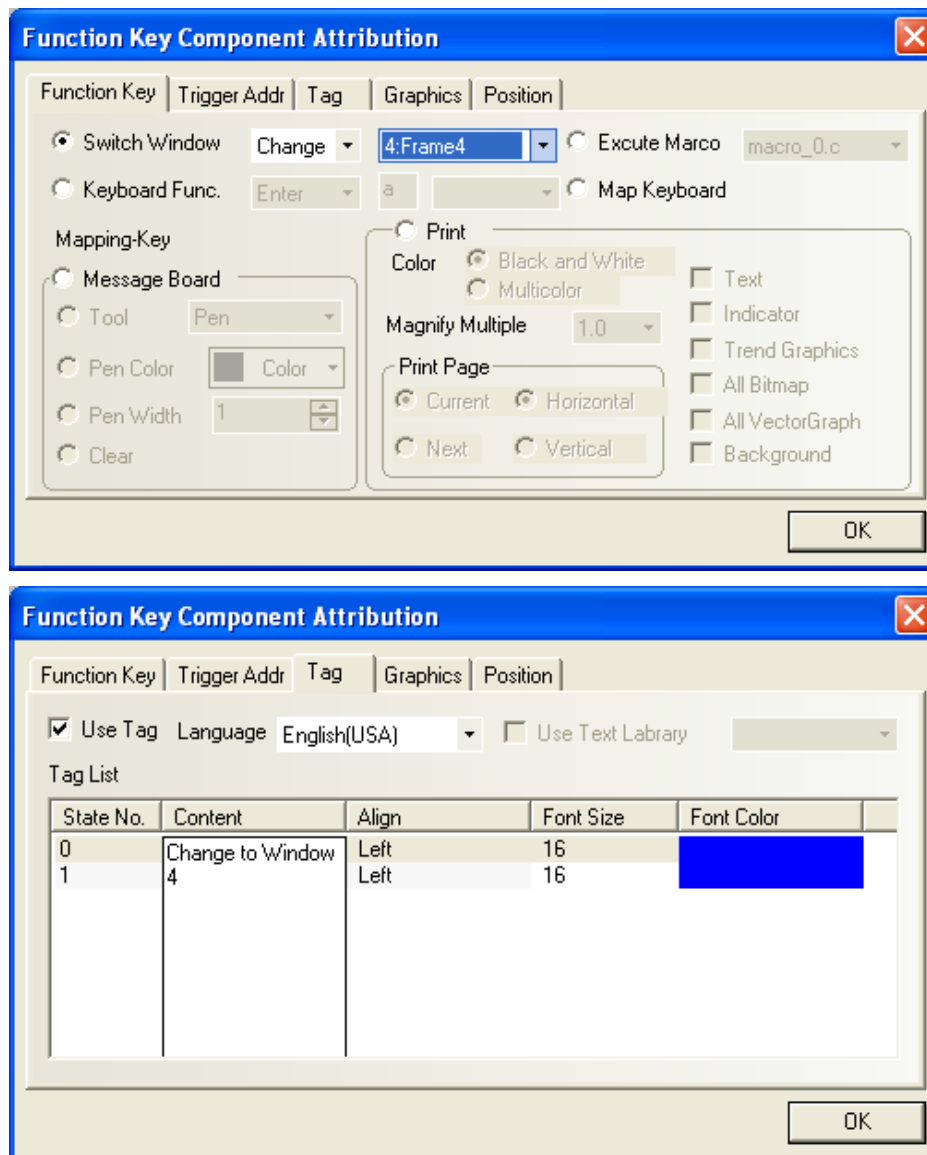 Function Key Component Attribution
Function Key Trigger Addr Tag Graphics Position
Switch Window Change 4:Frame4 Excute Marco macro_0.c
Keyboard Func. Enter a Map Keyboard
Mapping-Key
Message Board
Tool Pen
Pen Color Color
Pen Width 1
Clear
Print
Color Black and White
Multicolor
Magnify Multiple 1.0
Print Page
Current Horizontal
Next Vertical
Text
Indicator
Trend Graphics
All Bitmap
All VectorGraph
Background
OK
Function Key Component Attribution
Function Key Trigger Addr Tag Graphics Position
Use Tag Language English(USA) Use Text Labrary
Tag List
State No. Content Align Font Size Font Color
0 Change to Window Left 16
1 4 Left 16
OK